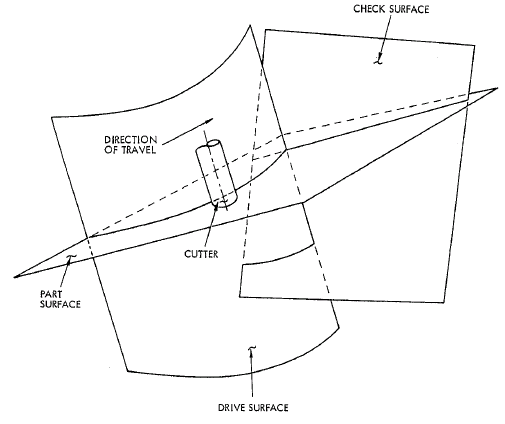 CHECK SURFACE
DIRECTION
OF TRAVEL
CUTTER
PART
SURFACE
DRIVE SURFACE